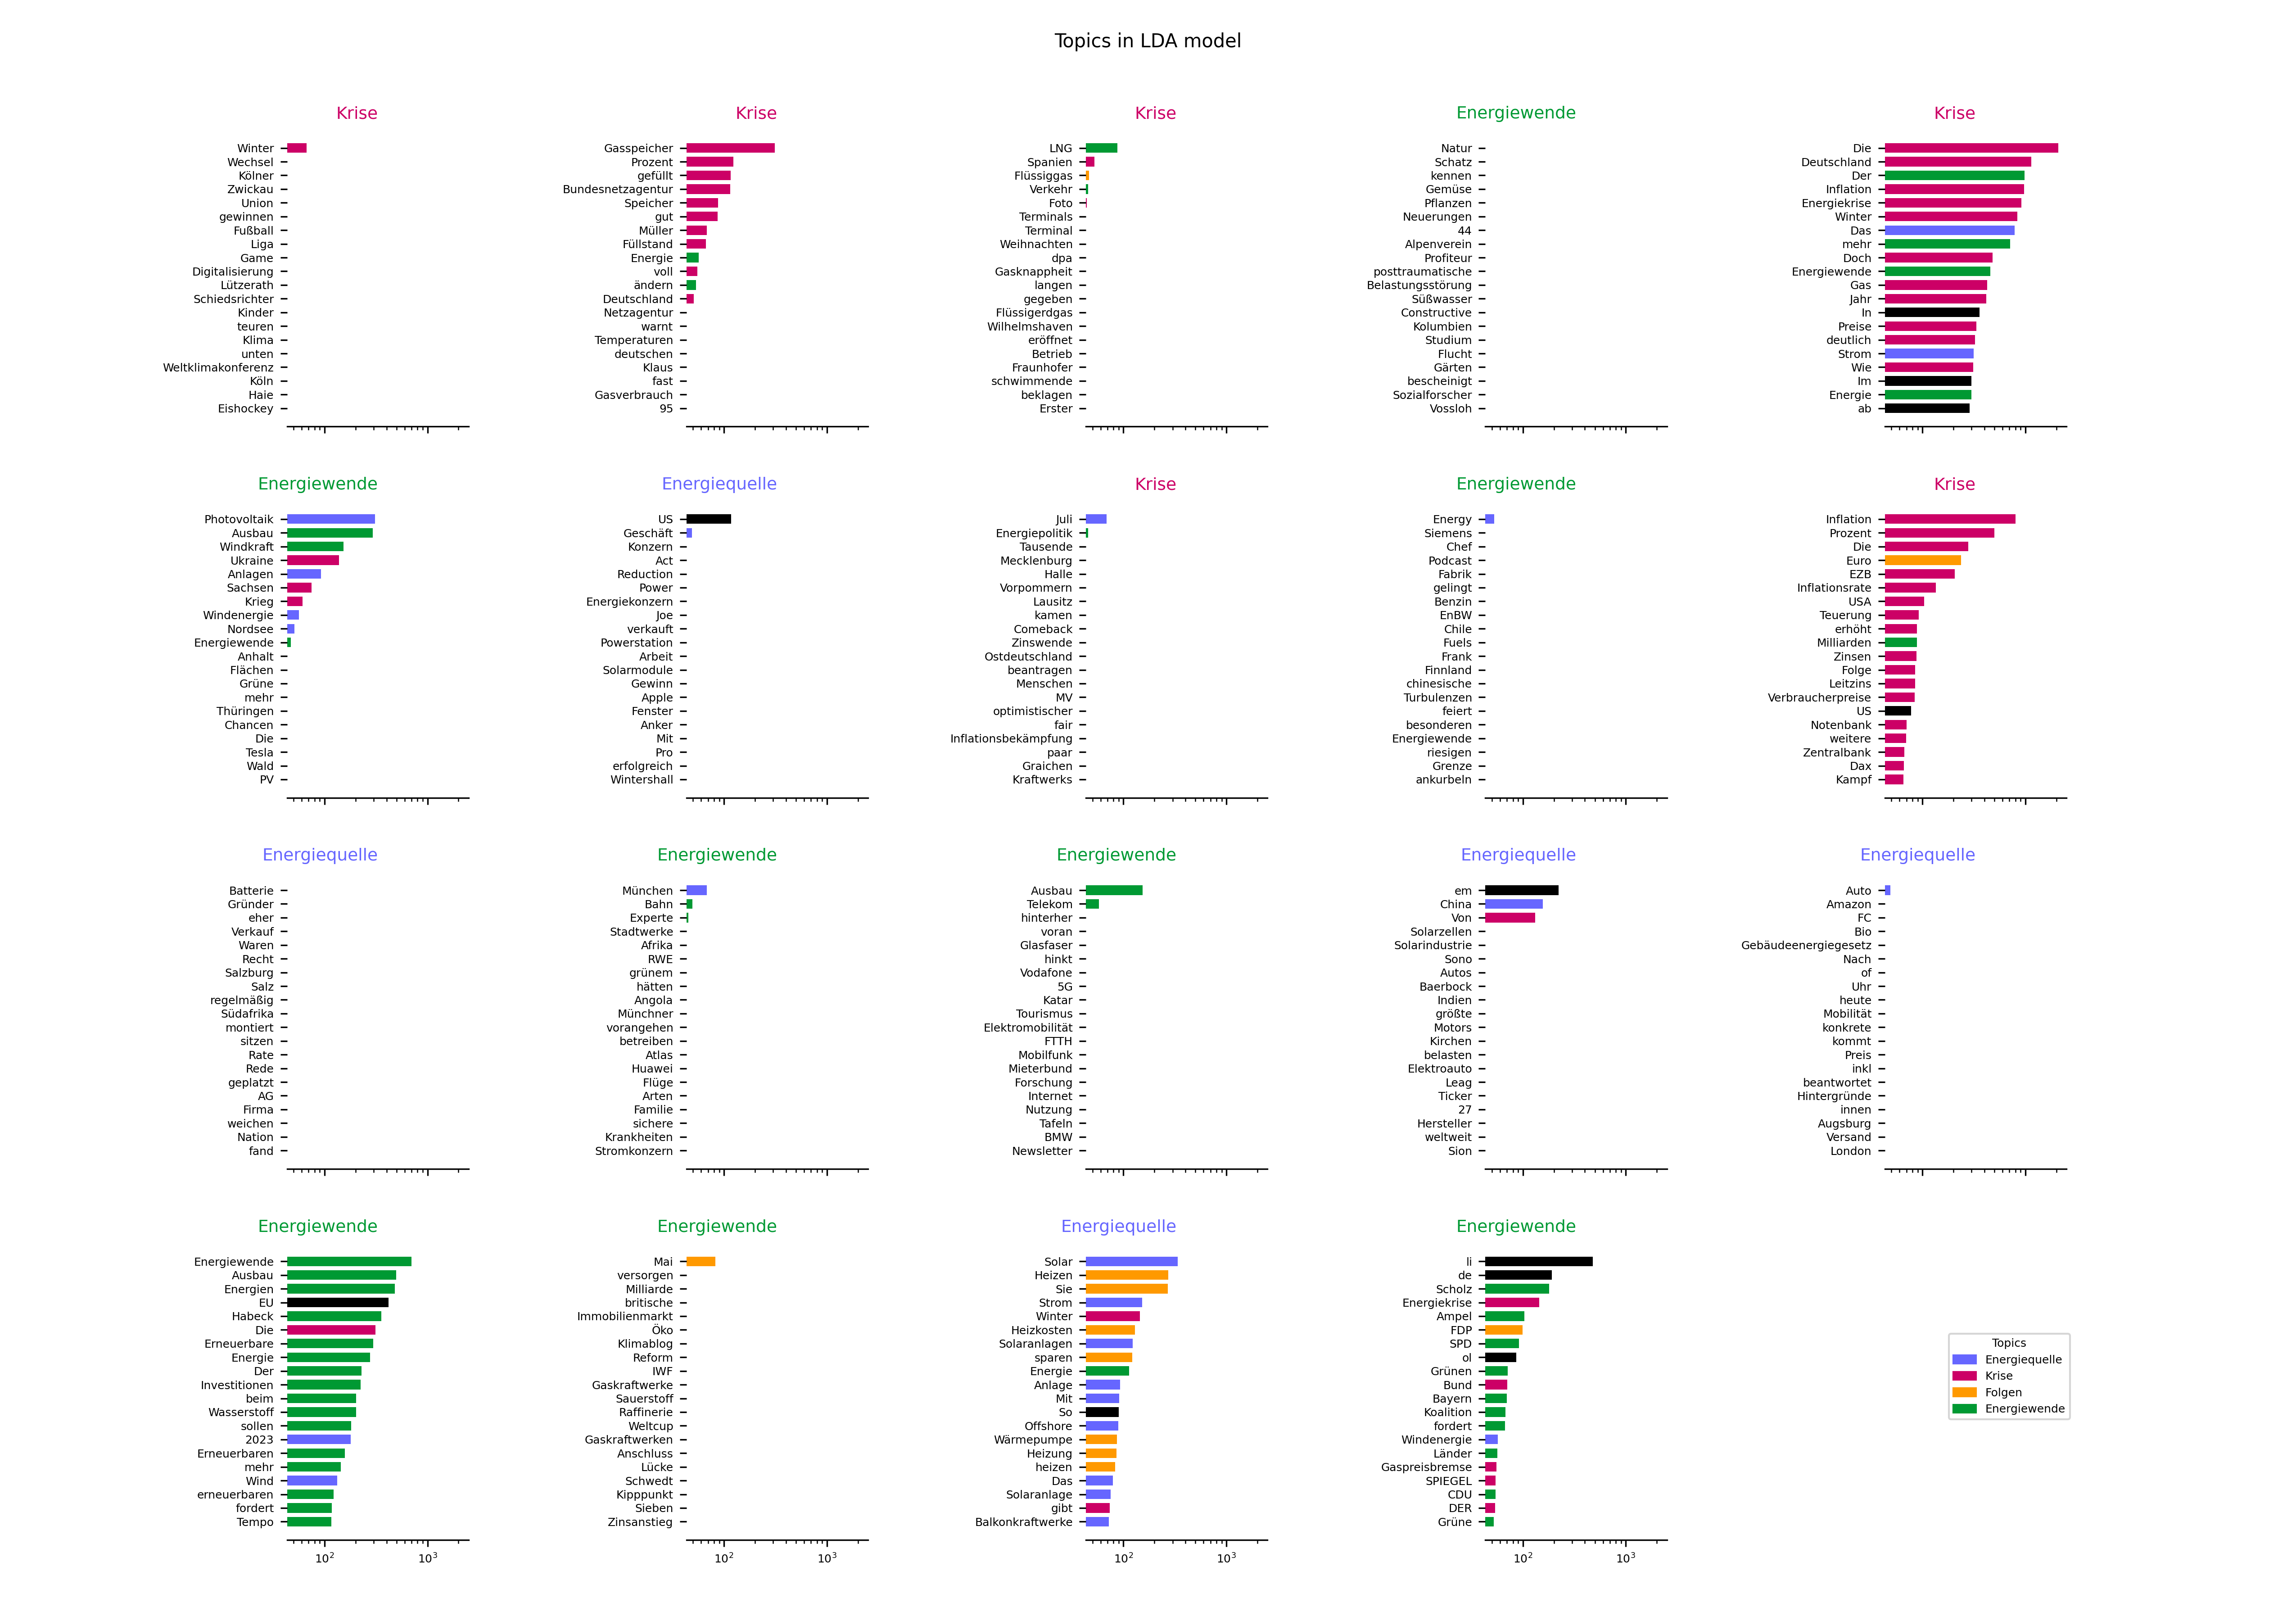 Topics in LDA model
Krise
Winter
Wechsel
Kölner
Zwickau
Union
gewinnen
Fußball
Liga
Game
Digitalisierung
Lützerath
Schiedsrichter
Kinder
teuren
Klima
unten
Weltklimakonferenz
Köln
Haie
Eishockey
Krise
Gasspeicher
Prozent
gefüllt
Bundesnetzagentur
Speicher
gut
Müller
Füllstand
Energie
voll
ändern
Deutschland
Netzagentur
warnt
Temperaturen
deutschen
Klaus
fast
Gasverbrauch
95
Krise
LNG
Spanien
Flüssiggas
Verkehr
Foto
Terminals
Terminal
Weihnachten
dpa
Gasknappheit
langen
gegeben
Flüssigerdgas
Wilhelmshaven
eröffnet
Betrieb
Fraunhofer
schwimmende
beklagen
Erster
Energiewende
Natur
Schatz
kennen
Gemüse
Pflanzen
Neuerungen
44
Alpenverein
Profiteur
posttraumatische
Belastungsstörung
Süßwasser
Constructive
Kolumbien
Studium
Flucht
Gärten
bescheinigt
Sozialforscher
Vossloh
Krise
Die
Deutschland
Der
Inflation
Energiekrise
Winter
Das
mehr
Doch
Energiewende
Gas
Jahr
In
Preise
deutlich
Strom
Wie
Im
Energie
ab
Energiewende
Photovoltaik
Ausbau
Windkraft
Ukraine
Anlagen
Sachsen
Krieg
Windenergie
Nordsee
Energiewende
Anhalt
Flächen
Grüne
mehr
Thüringen
Chancen
Die
Tesla
Wald
PV
Energiequelle
US
Geschäft
Konzern
Act
Reduction
Power
Energiekonzern
Joe
verkauft
Powerstation
Arbeit
Solarmodule
Gewinn
Apple
Fenster
Anker
Mit
Pro
erfolgreich
Wintershall
Krise
Juli
Energiepolitik
Tausende
Mecklenburg
Halle
Vorpommern
Lausitz
kamen
Comeback
Zinswende
Ostdeutschland
beantragen
Menschen
MV
optimistischer
fair
Inflationsbekämpfung
paar
Graichen
Kraftwerks
Energiewende
Energy
Siemens
Chef
Podcast
Fabrik
gelingt
Benzin
EnBW
Chile
Fuels
Frank
Finnland
chinesische
Turbulenzen
feiert
besonderen
Energiewende
riesigen
Grenze
ankurbeln
Krise
Inflation
Prozent
Die
Euro
EZB
Inflationsrate
USA
Teuerung
erhöht
Milliarden
Zinsen
Folge
Leitzins
Verbraucherpreise
US
Notenbank
weitere
Zentralbank
Dax
Kampf
Energiequelle
Batterie
Gründer
eher
Verkauf
Waren
Recht
Salzburg
Salz
regelmäßig
Südafrika
montiert
sitzen
Rate
Rede
geplatzt
AG
Firma
weichen
Nation
fand
Energiewende
München
Bahn
Experte
Stadtwerke
Afrika
RWE
grünem
hätten
Angola
Münchner
vorangehen
betreiben
Atlas
Huawei
Flüge
Arten
Familie
sichere
Krankheiten
Stromkonzern
Energiewende
Ausbau
Telekom
hinterher
voran
Glasfaser
hinkt
Vodafone
5G
Katar
Tourismus
Elektromobilität
FTTH
Mobilfunk
Mieterbund
Forschung
Internet
Nutzung
Tafeln
BMW
Newsletter
Energiequelle
em
China
Von
Solarzellen
Solarindustrie
Sono
Autos
Baerbock
Indien
größte
Motors
Kirchen
belasten
Elektroauto
Leag
Ticker
27
Hersteller
weltweit
Sion
Energiequelle
Auto
Amazon
FC
Bio
Gebäudeenergiegesetz
Nach
of
Uhr
heute
Mobilität
konkrete
kommt
Preis
inkl
beantwortet
Hintergründe
innen
Augsburg
Versand
London
Energiewende
Energiewende
Ausbau
Energien
EU
Habeck
Die
Erneuerbare
Energie
Der
Investitionen
beim
Wasserstoff
sollen
2023
Erneuerbaren
mehr
Wind
erneuerbaren
fordert
Tempo
10² 10³
Energiewende
Mai
versorgen
Milliarde
britische
Immobilienmarkt
Öko
Klimablog
Reform
IWF
Gaskraftwerke
Sauerstoff
Raffinerie
Weltcup
Gaskraftwerken
Anschluss
Lücke
Schwedt
Kipppunkt
Sieben
Zinsanstieg
10² 10³
Energiequelle
Solar
Heizen
Sie
Strom
Winter
Heizkosten
Solaranlagen
sparen
Energie
Anlage
Mit
So
Offshore
Wärmepumpe
Heizung
heizen
Das
Solaranlage
gibt
Balkonkraftwerke
10² 10³
Energiewende
li
de
Scholz
Energiekrise
Ampel
FDP
SPD
ol
Grünen
Bund
Bayern
Koalition
fordert
Windenergie
Länder
Gaspreisbremse
SPIEGEL
CDU
DER
Grüne
10² 10³
Topics
Energiequelle
Krise
Folgen
Energiewende